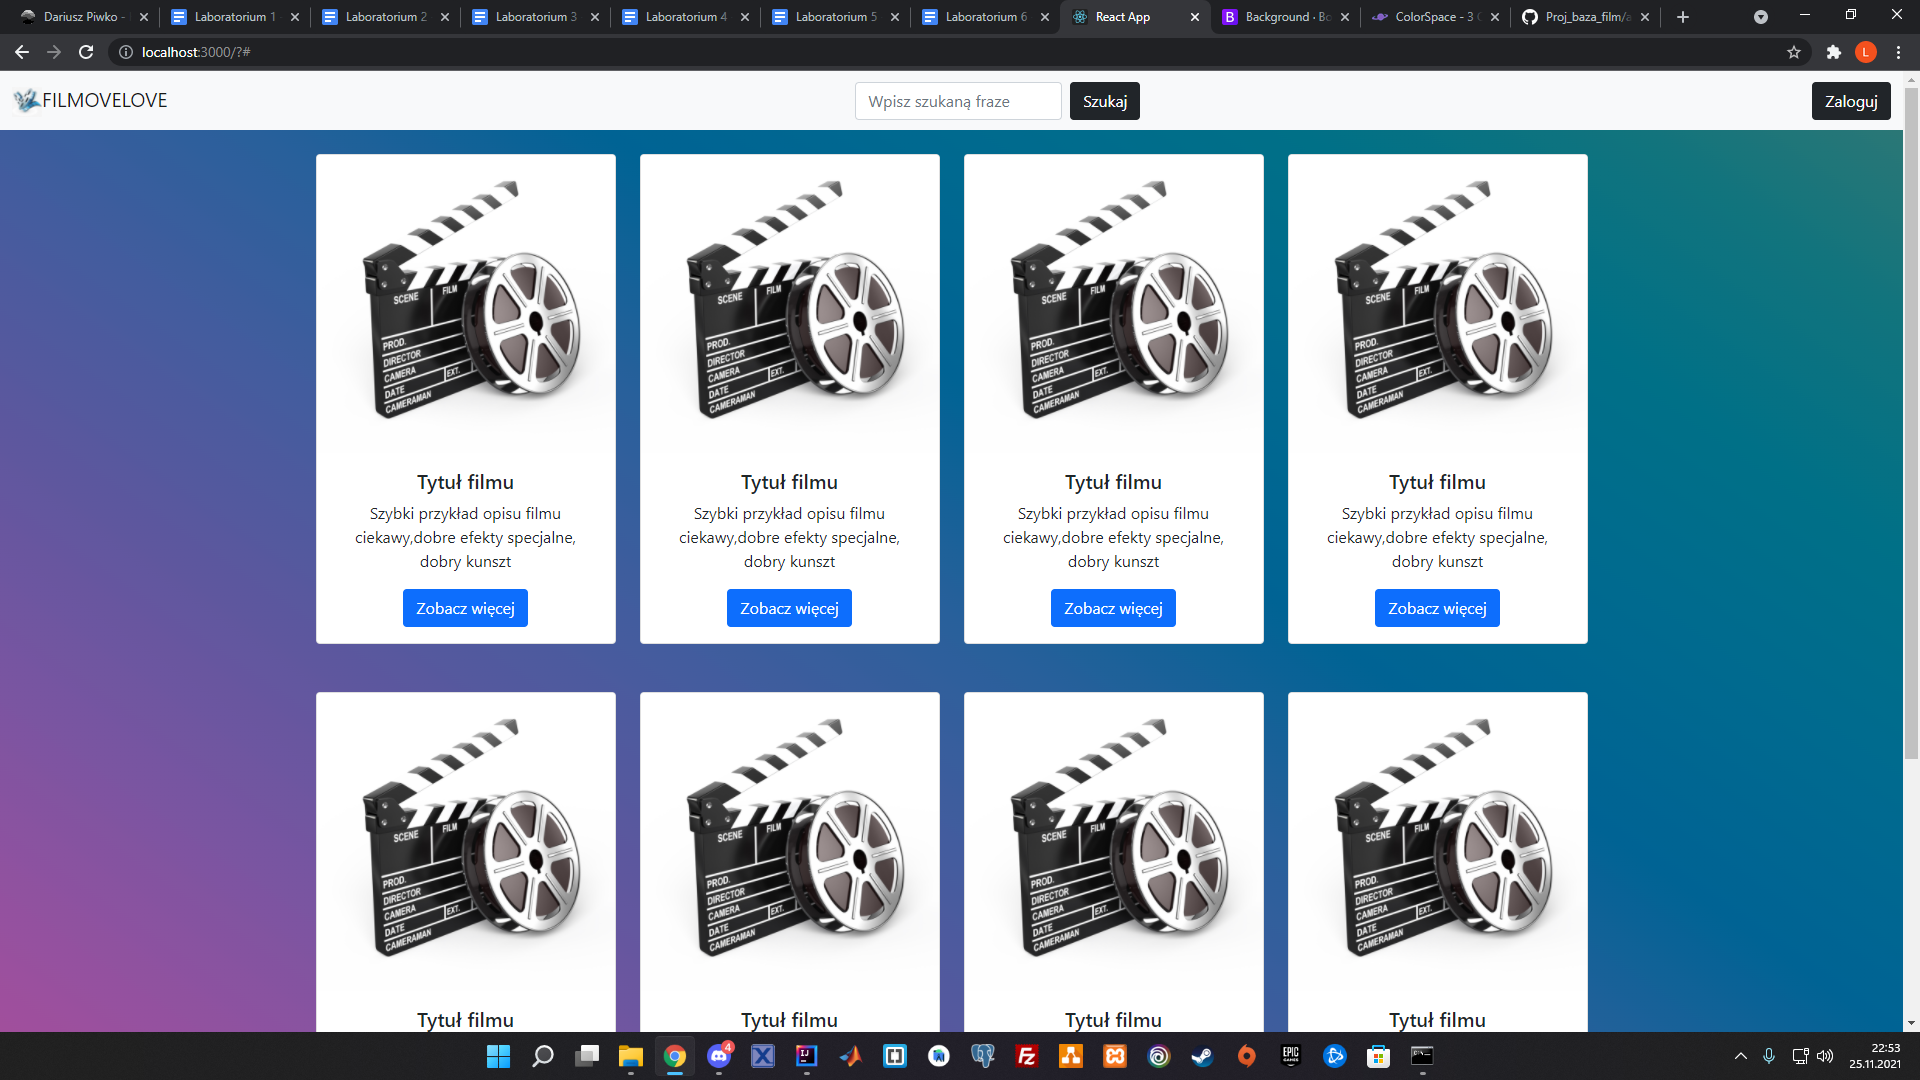 Dariusz Piwko -
Laboratorium 1
Laboratorium 2
Laboratorium 3
Laboratorium 4
Laboratorium 5
Laboratorium 6
React App
Background · Bo
ColorSpace - 3 C
Proj_baza_film/a
localhost:3000/?#
L
FILMOVELOVE
Wpisz szukaną fraze
Szukaj
Zaloguj
SCENE FILM
PROD.
DIRECTOR
CAMERA EXT.
DATE
CAMERAMAN
SCENE FILM
PROD.
DIRECTOR
CAMERA EXT.
DATE
CAMERAMAN
SCENE FILM
PROD.
DIRECTOR
CAMERA EXT.
DATE
CAMERAMAN
SCENE FILM
PROD.
DIRECTOR
CAMERA EXT.
DATE
CAMERAMAN
Tytuł filmu
Szybki przykład opisu filmu
ciekawy,dobre efekty specjalne,
dobry kunszt
Zobacz więcej
Tytuł filmu
Szybki przykład opisu filmu
ciekawy,dobre efekty specjalne,
dobry kunszt
Zobacz więcej
Tytuł filmu
Szybki przykład opisu filmu
ciekawy,dobre efekty specjalne,
dobry kunszt
Zobacz więcej
Tytuł filmu
Szybki przykład opisu filmu
ciekawy,dobre efekty specjalne,
dobry kunszt
Zobacz więcej
SCENE FILM
PROD.
DIRECTOR
CAMERA EXT.
DATE
CAMERAMAN
SCENE FILM
PROD.
DIRECTOR
CAMERA EXT.
DATE
CAMERAMAN
SCENE FILM
PROD.
DIRECTOR
CAMERA EXT.
DATE
CAMERAMAN
SCENE FILM
PROD.
DIRECTOR
CAMERA EXT.
DATE
CAMERAMAN
Tytuł filmu
Tytuł filmu
Tytuł filmu
Tytuł filmu
4
IJ
Fz
EPIC
GAMES
22:53
25.11.2021